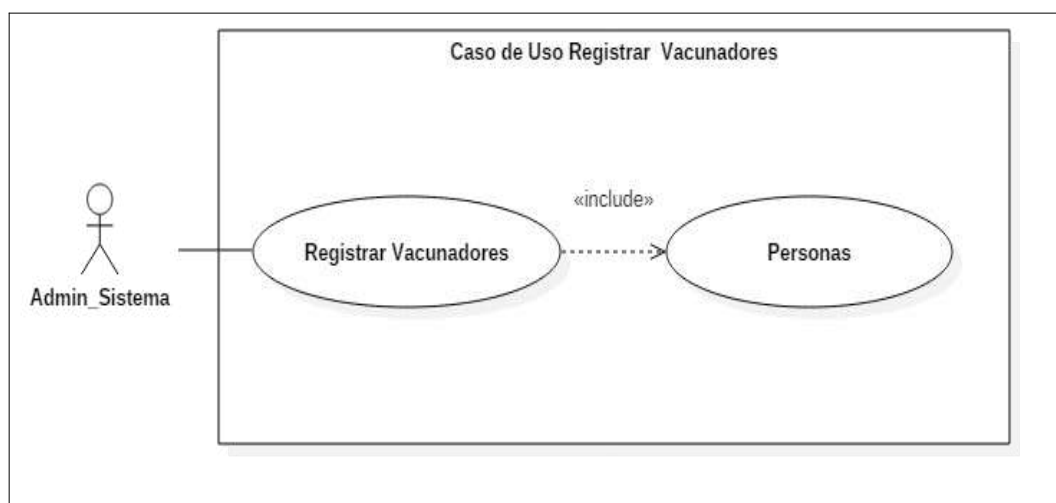 Caso de Uso Registrar Vacunadores
«include»
Registrar Vacunadores
Personas
Admin_Sistema